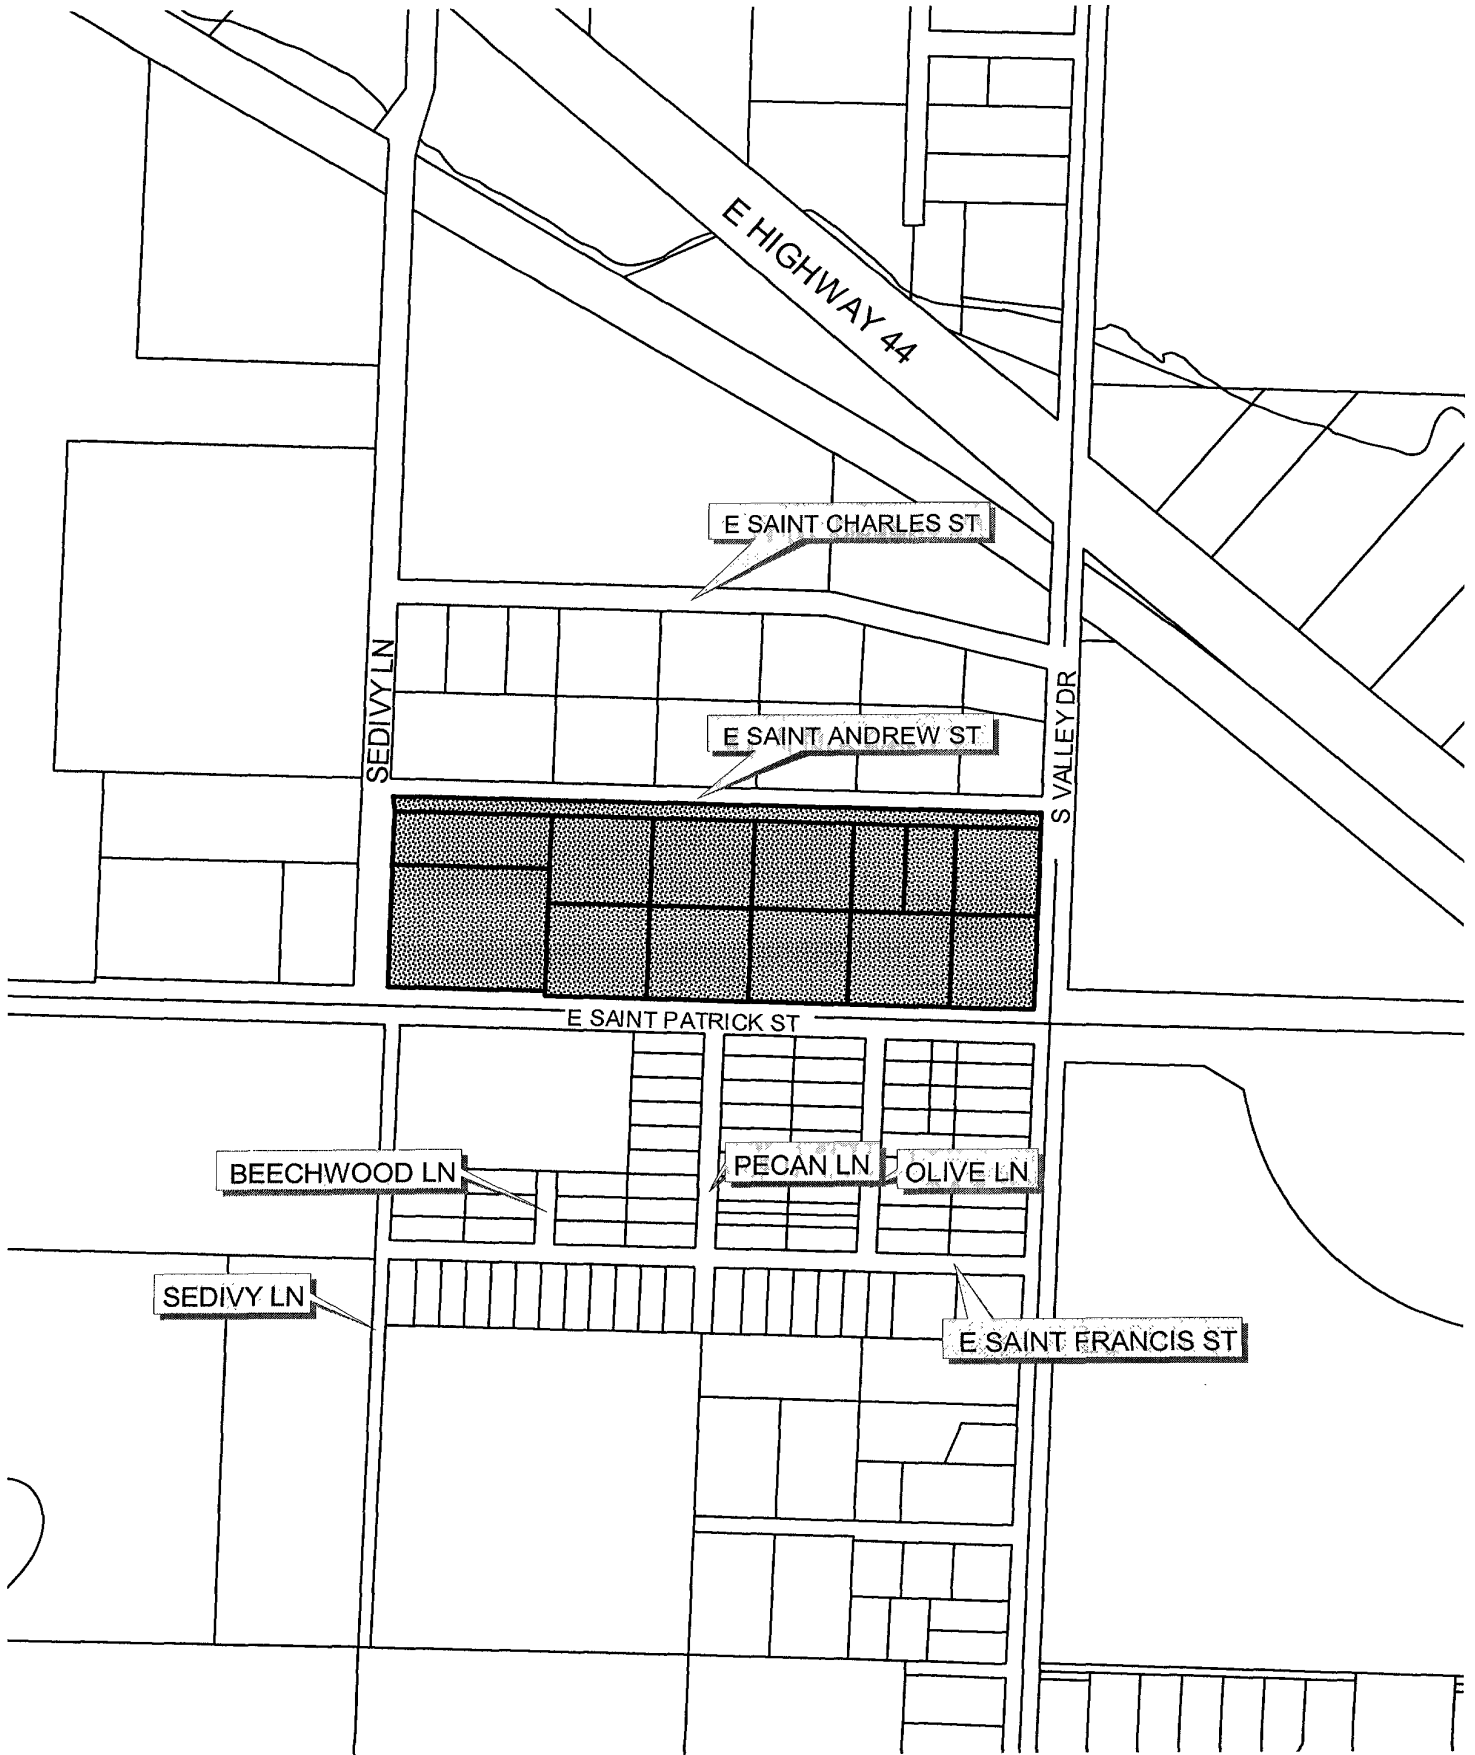 E HIGHWAY 44
E SAINT CHARLES ST
SEDIVY LN
E SAINT ANDREW ST
S VALLEY DR
E SAINT PATRICK ST
BEECHWOOD LN
PECAN LN
OLIVE LN
SEDIVY LN
E SAINT FRANCIS ST